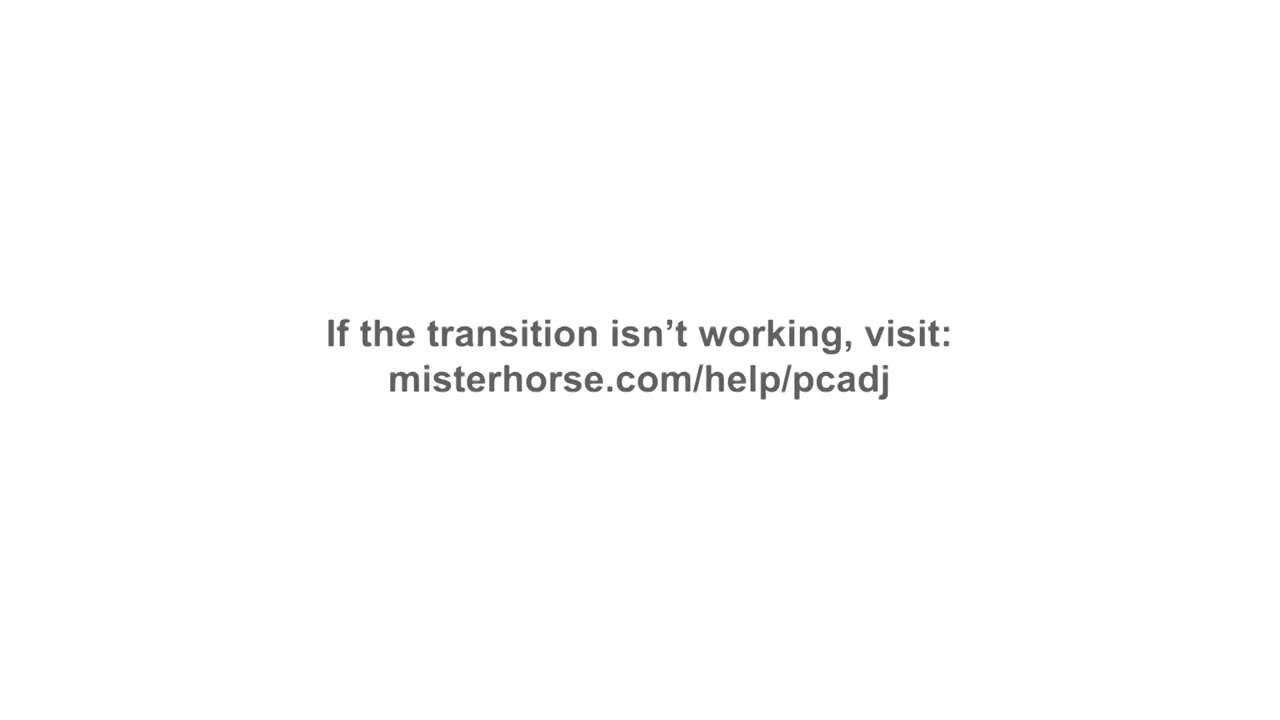 If the transition isn’t working, visit:
misterhorse.com/help/pcadj